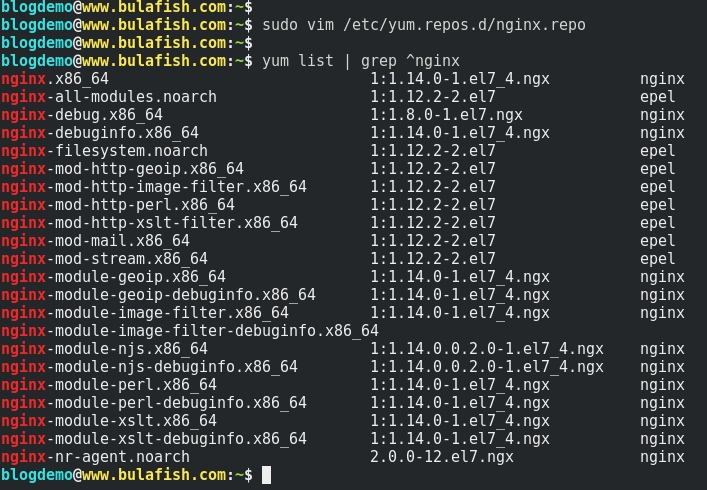 blogdemo@www.bulafish.com:~$
blogdemo@www.bulafish.com:~$ sudo vim /etc/yum.repos.d/nginx.repo
blogdemo@www.bulafish.com:~$
blogdemo@www.bulafish.com:~$ yum list | grep ^nginx
nginx.x86_64 1:1.14.0-1.el7_4.ngx nginx
nginx-all-modules.noarch 1:1.12.2-2.el7 epel
nginx-debug.x86_64 1:1.8.0-1.el7.ngx nginx
nginx-debuginfo.x86_64 1:1.14.0-1.el7_4.ngx nginx
nginx-filesystem.noarch 1:1.12.2-2.el7 epel
nginx-mod-http-geoip.x86_64 1:1.12.2-2.el7 epel
nginx-mod-http-image-filter.x86_64 1:1.12.2-2.el7 epel
nginx-mod-http-perl.x86_64 1:1.12.2-2.el7 epel
nginx-mod-http-xslt-filter.x86_64 1:1.12.2-2.el7 epel
nginx-mod-mail.x86_64 1:1.12.2-2.el7 epel
nginx-mod-stream.x86_64 1:1.12.2-2.el7 epel
nginx-module-geoip.x86_64 1:1.14.0-1.el7_4.ngx nginx
nginx-module-geoip-debuginfo.x86_64 1:1.14.0-1.el7_4.ngx nginx
nginx-module-image-filter.x86_64 1:1.14.0-1.el7_4.ngx nginx
nginx-module-image-filter-debuginfo.x86_64
nginx-module-njs.x86_64 1:1.14.0.0.2.0-1.el7_4.ngx nginx
nginx-module-njs-debuginfo.x86_64 1:1.14.0.0.2.0-1.el7_4.ngx nginx
nginx-module-perl.x86_64 1:1.14.0-1.el7_4.ngx nginx
nginx-module-perl-debuginfo.x86_64 1:1.14.0-1.el7_4.ngx nginx
nginx-module-xslt.x86_64 1:1.14.0-1.el7_4.ngx nginx
nginx-module-xslt-debuginfo.x86_64 1:1.14.0-1.el7_4.ngx nginx
nginx-nr-agent.noarch 2.0.0-12.el7.ngx nginx
blogdemo@www.bulafish.com:~$